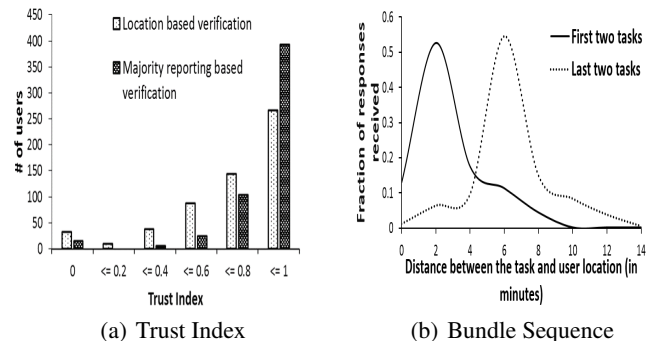 450
400
350
300
250
200
150
100
50
0
# of users
Location based verification
Majority reporting based
verification
0 <= 0.2 <= 0.4 <= 0.6 <= 0.8 <= 1
Trust Index
(a) Trust Index
0.6
0.5
0.4
0.3
0.2
0.1
0
Fraction of responses
received
First two tasks
Last two tasks
0 2 4 6 8 10 12 14
Distance between the task and user location (in
minutes)
(b) Bundle Sequence